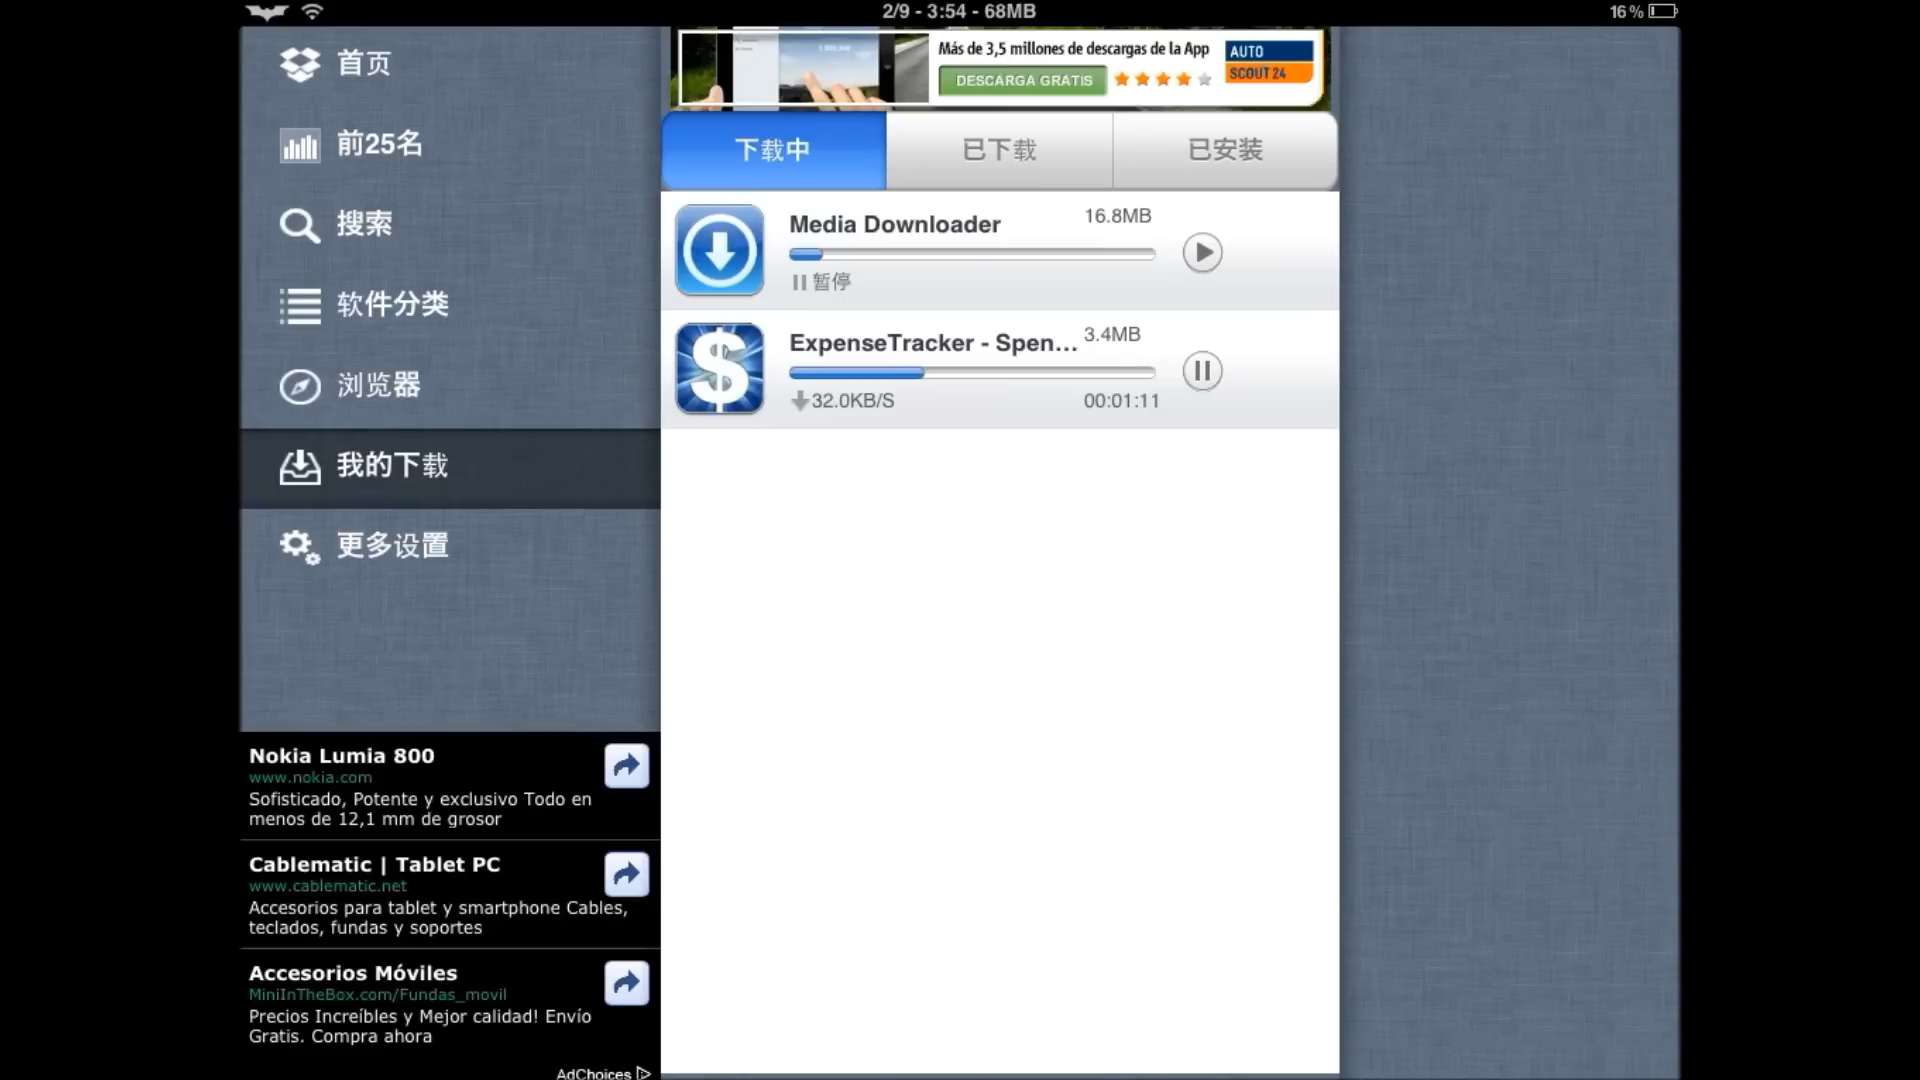 2/9 - 3:54 - 68MB
16%
首页
前25名
搜索
软件分类
浏览器
我的下载
更多设置
Nokia Lumia 800
www.nokia.com
Sofisticado, Potente y exclusivo Todo en
menos de 12,1 mm de grosor
Cablematic | Tablet PC
www.cablematic.net
Accesorios para tablet y smartphone Cables,
teclados, fundas y soportes
Accesorios Móviles
MiniInTheBox.com/Fundas_movil
Precios Increíbles y Mejor calidad! Envío
Gratis. Compra ahora
AdChoices
Más de 3,5 millones de descargas de la App
DESCARGA GRATIS
AUTO
SCOUT 24
下载中
已下载
已安装
Media Downloader
16.8MB
暂停
ExpenseTracker - Spen...
3.4MB
32.0KB/S
00:01:11